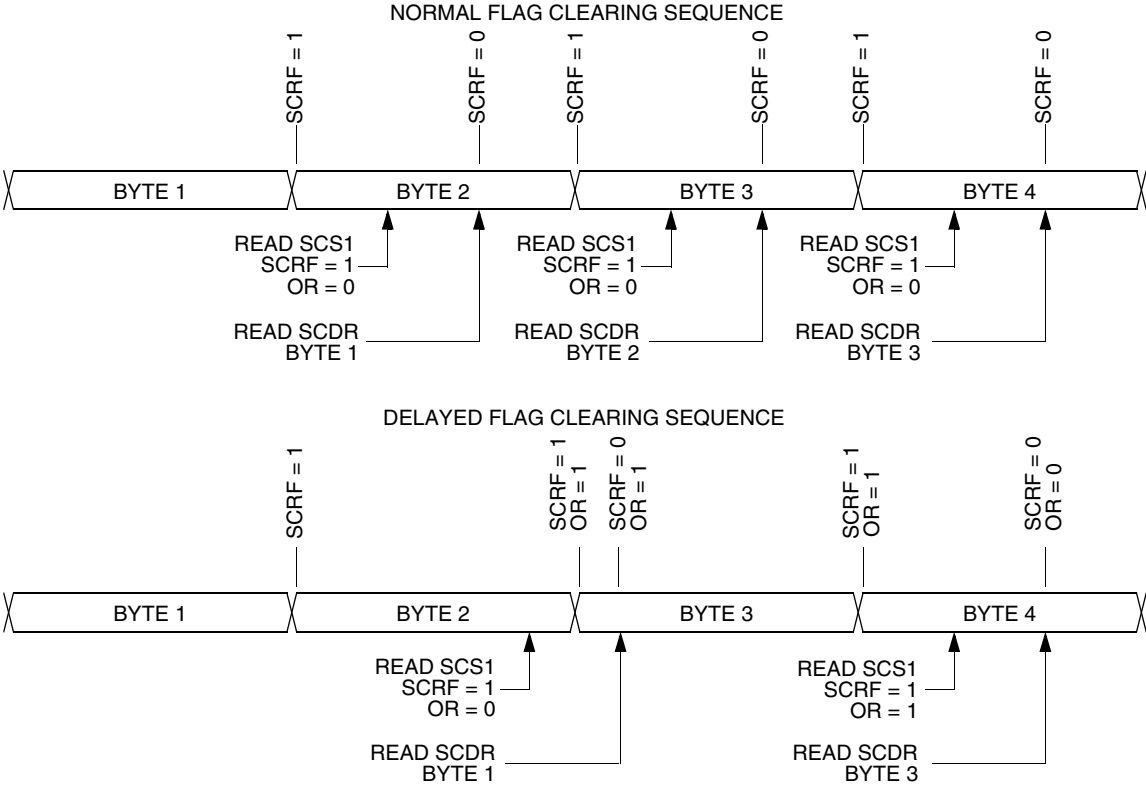 NORMAL FLAG CLEARING SEQUENCE
SCRF = 1
SCRF = 0
SCRF = 1
SCRF = 0
SCRF = 1
SCRF = 0
BYTE 1
BYTE 2
BYTE 3
BYTE 4
READ SCS1
SCRF = 1
OR = 0
READ SCS1
SCRF = 1
OR = 0
READ SCS1
SCRF = 1
OR = 0
READ SCDR
BYTE 1
READ SCDR
BYTE 2
READ SCDR
BYTE 3
DELAYED FLAG CLEARING SEQUENCE
SCRF = 1
SCRF = 1
OR = 1
SCRF = 0
OR = 1
SCRF = 1
OR = 1
SCRF = 0
OR = 0
BYTE 1
BYTE 2
BYTE 3
BYTE 4
READ SCS1
SCRF = 1
OR = 0
READ SCS1
SCRF = 1
OR = 1
READ SCDR
BYTE 1
READ SCDR
BYTE 3